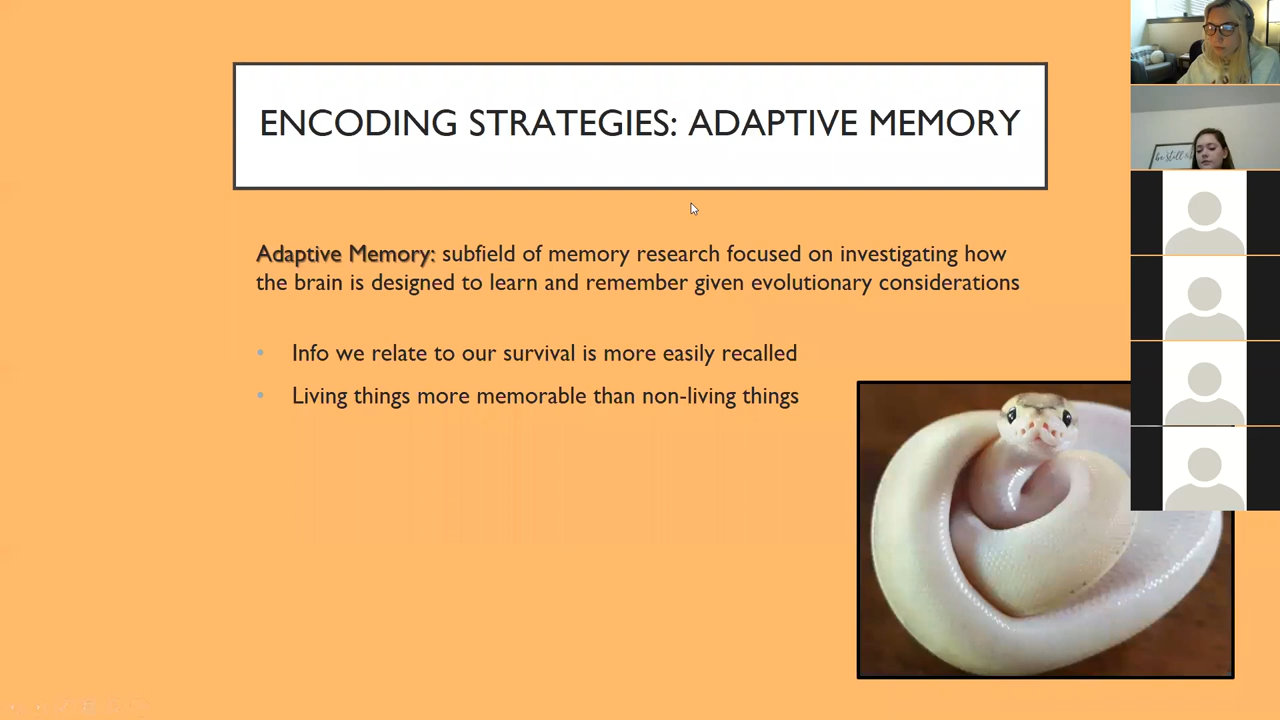 ENCODING STRATEGIES: ADAPTIVE MEMORY
Adaptive Memory: subfield of memory research focused on investigating how
the brain is designed to learn and remember given evolutionary considerations
• Info we relate to our survival is more easily recalled
• Living things more memorable than non-living things
be still